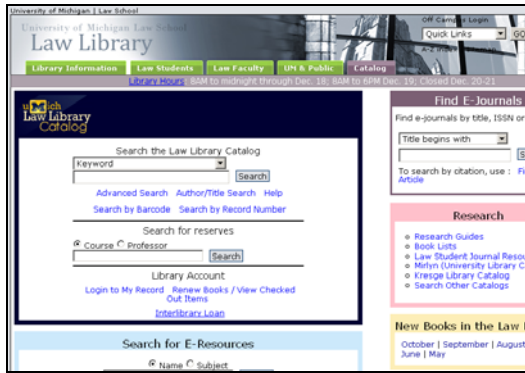 University of Michigan | Law School
Off Campus Login
University of Michigan Law School
Law Library
Quick Links
GO
Library Information
Law Students
Law Faculty
UM & Public
Catalog
Library Hours: 8AM to midnight through Dec. 18; 8AM to 6PM Dec. 19; Closed Dec. 20-21
uMich
Law Library
Catalog
Search the Law Library Catalog
Keyword
Search
Advanced Search Author/Title Search Help
Search by Barcode Search by Record Number
Search for reserves
Course Professor
Search
Library Account
Login to My Record Renew Books / View Checked
Out Items
Interlibrary Loan
Search for E-Resources
Name Subject
Find E-Journals
Find e-journals by title, ISSN or
Title begins with
S
To search by citation, use :
Article
Research
Research Guides
Book Lists
Law Student Journal Resou
Mirlyn (University Library C
Kresge Library Catalog
Search Other Catalogs
New Books in the Law
October | September | August
June | May